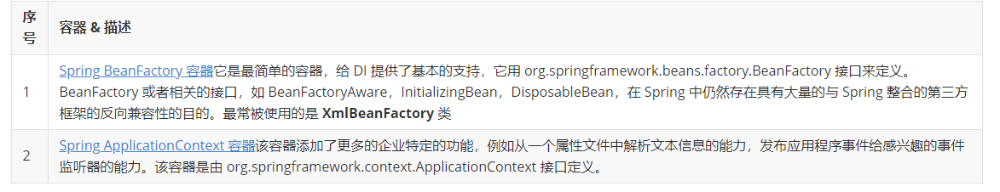 序
号
容器 & 描述
1
Spring BeanFactory 容器它是最简单的容器，给 DI 提供了基本的支持，它用 org.springframework.beans.factory.BeanFactory 接口来定义。
BeanFactory 或者相关的接口，如 BeanFactoryAware，InitializingBean，DisposableBean，在 Spring 中仍然存在具有大量的与 Spring 整合的第三方
框架的反向兼容性的目的。最常被使用的是 XmlBeanFactory 类
2
Spring ApplicationContext 容器该容器添加了更多的企业特定的功能，例如从一个属性文件中解析文本信息的能力，发布应用程序事件给感兴趣的事件
监听器的能力。该容器是由 org.springframework.context.ApplicationContext 接口定义。